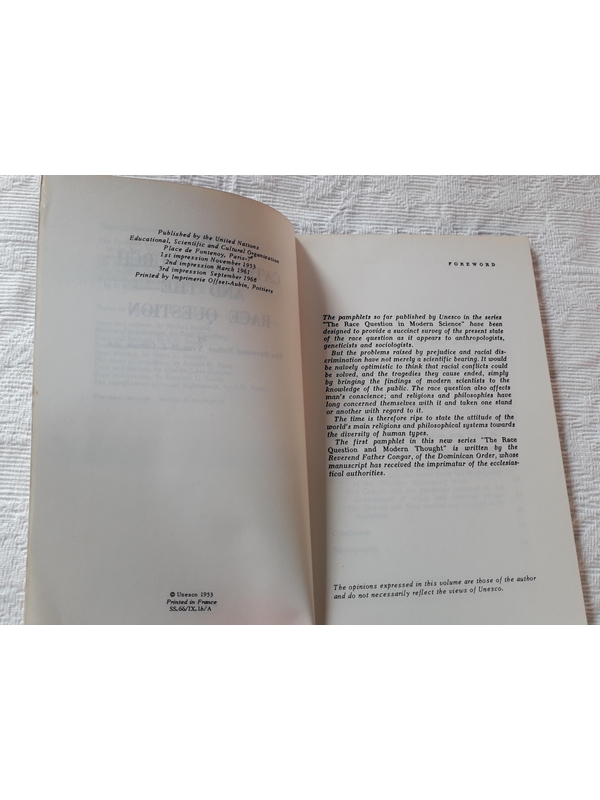 Published by the United Nations
Educational, Scientific and Cultural Organization
Place de Fontenoy, Paris-7e
1st impression November 1953
2nd impression March 1961
3rd impression September 1968
Printed by Imprimerie Offset-Aubin, Poitiers
© Unesco 1953
Printed in France
SS.66/IX.16/A
FOREWORD
The pamphlets so far published by Unesco in the series
"The Race Question in Modern Science" have been
designed to provide a succinct survey of the present state
of the race question as it appears to anthropologists,
geneticists and sociologists.
But the problems raised by prejudice and racial dis-
crimination have not merely a scientific bearing. It would
be naïvely optimistic to think that racial conflicts could
be solved, and the tragedies they cause ended, simply
by bringing the findings of modern scientists to the
knowledge of the public. The race question also affects
man's conscience; and religions and philosophies have
long concerned themselves with it and taken one stand
or another with regard to it.
The time is therefore ripe to state the attitude of the
world's main religions and philosophical systems towards
the diversity of human types.
The first pamphlet in this new series "The Race
Question and Modern Thought" is written by the
Reverend Father Congar, of the Dominican Order, whose
manuscript has received the imprimatur of the ecclesias-
tical authorities.
The opinions expressed in this volume are those of the author
and do not necessarily reflect the views of Unesco.